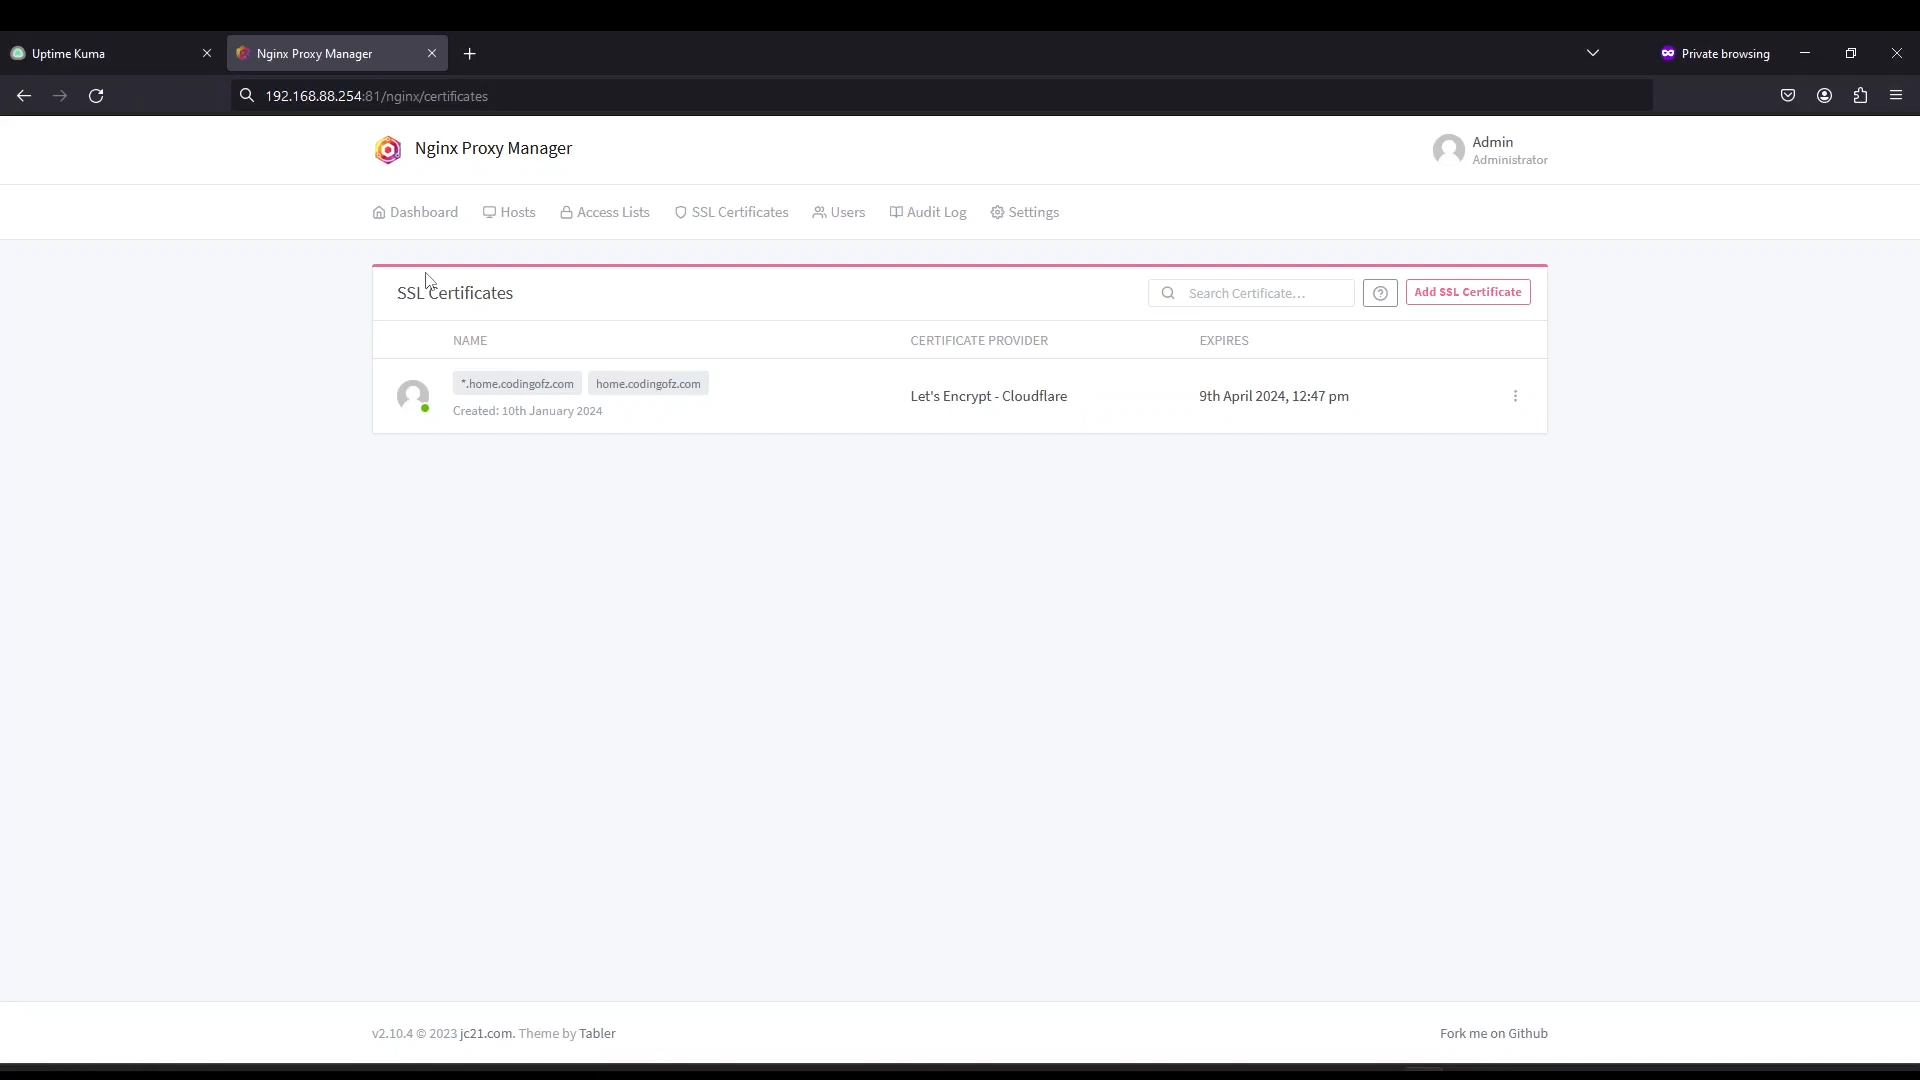 Uptime Kuma
Nginx Proxy Manager
Private browsing
192.168.88.254:81/nginx/certificates
Nginx Proxy Manager
Admin
Administrator
Dashboard Hosts Access Lists SSL Certificates Users Audit Log Settings
SSL Certificates
Search Certificate...
Add SSL Certificate
NAME CERTIFICATE PROVIDER EXPIRES
*.home.codingofz.com home.codingofz.com
Created: 10th January 2024
Let's Encrypt - Cloudflare
9th April 2024, 12:47 pm
v2.10.4 © 2023 jc21.com. Theme by Tabler
Fork me on Github